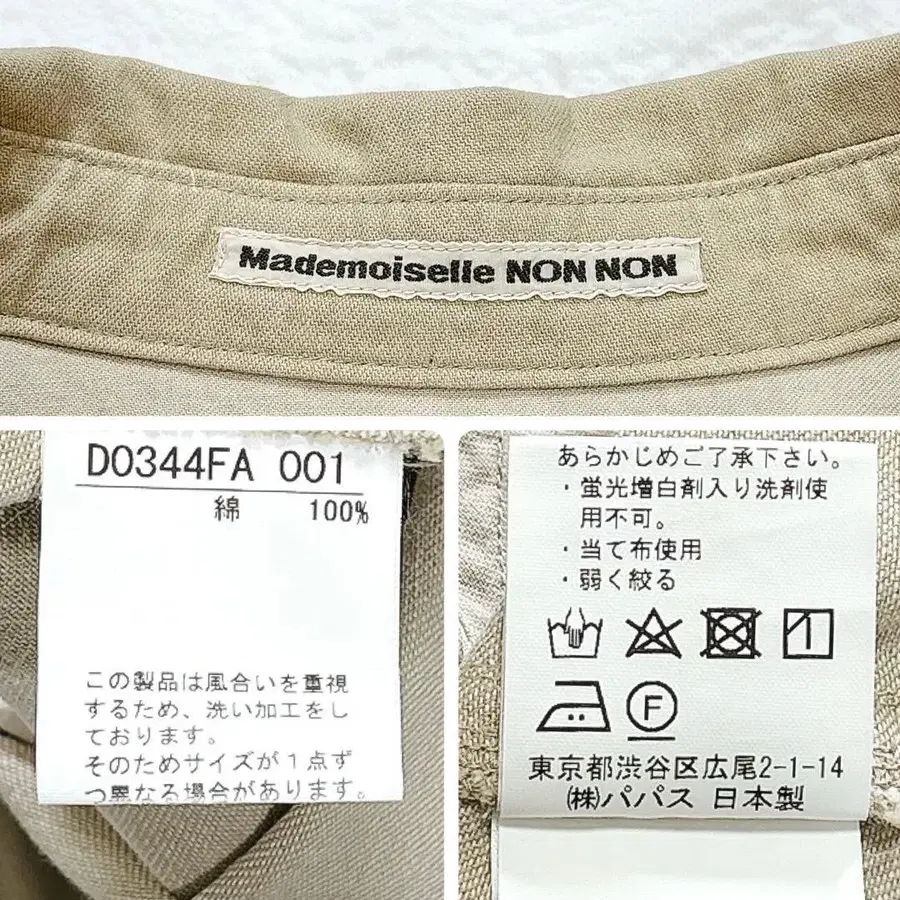 Mademoiselle NON NON
D0344FA 001
綿 100%
この製品は風合いを重視
するため、洗い加工をし
ております。
そのためサイズが1点ず
つ異なる場合があります。
あらかじめご了承下さい。
・蛍光増白剤入り洗剤使
用不可。
・当て布使用
・弱く絞る
F
東京都渋谷区広尾2-1-14
㈱パパス 日本製